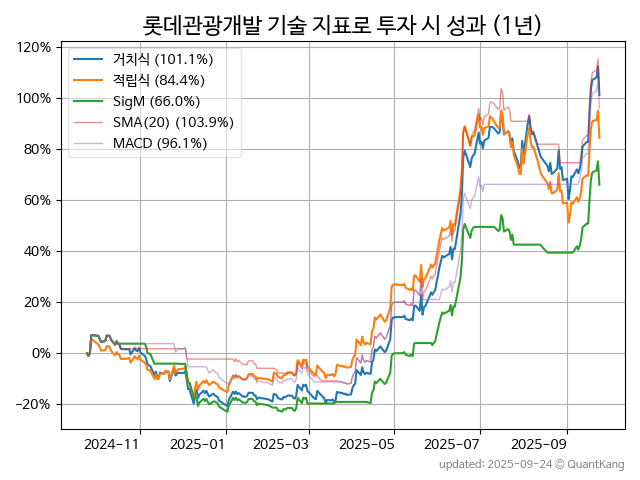 롯데관광개발 기술 지표로 투자 시 성과 (1년)
120%
100%
80%
60%
40%
20%
0%
−20%
거치식 (101.1%)
적립식 (84.4%)
SigM (66.0%)
SMA(20) (103.9%)
MACD (96.1%)
2024−11
2025−01
2025−03
2025−05
2025−07
2025−09
updated: 2025-09-24 © QuantKang